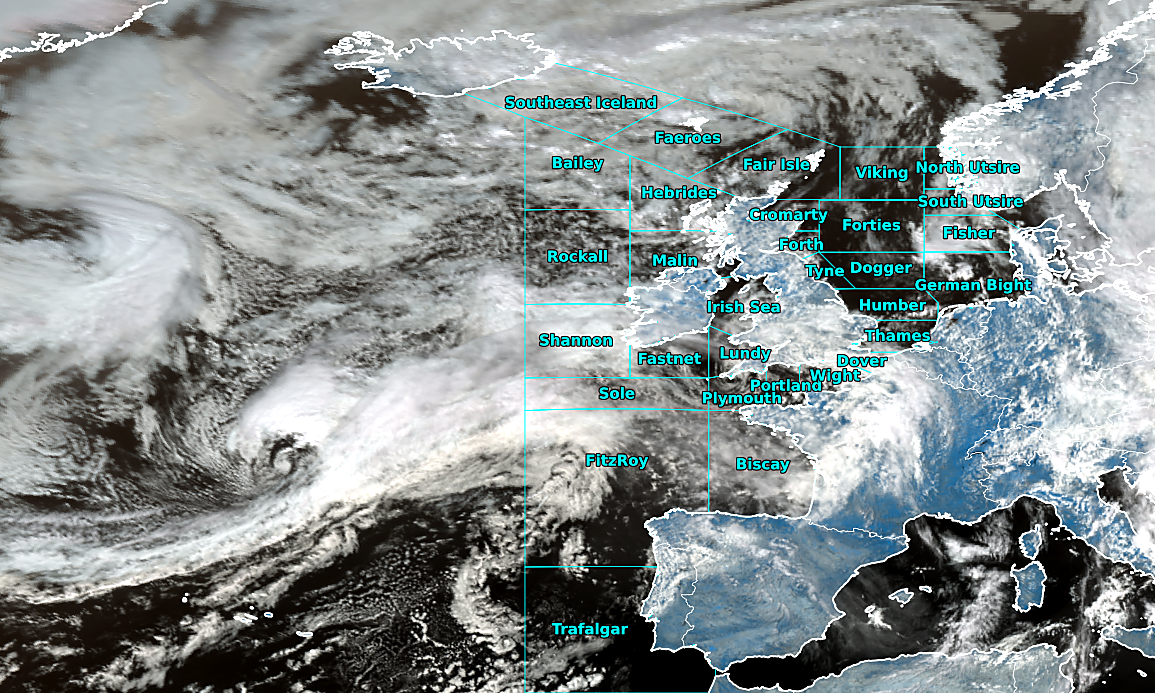 Southeast Iceland
Faeroes
Bailey
Fair Isle
Viking
North Utsire
Hebrides
South Utsire
Cromarty
Forties
Fisher
Forth
Rockall
Malin
Tyne
Dogger
German Bight
Irish Sea
Humber
Shannon
Thames
Fastnet
Lundy
Dover
Wight
Portland
Sole
Plymouth
FitzRoy
Biscay
Trafalgar